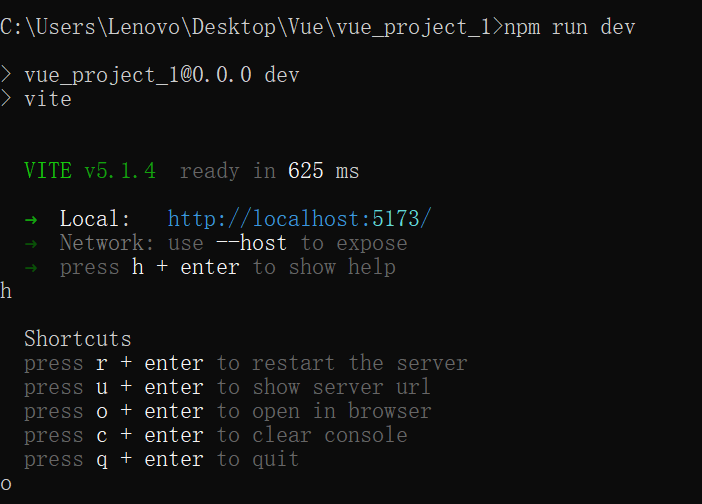 C:\Users\Lenovo\Desktop\Vue\vue_project_1>npm run dev
> vue_project_1@0.0.0 dev
> vite
VITE v5.1.4  ready in 625 ms
➜  Local:   http://localhost:5173/
➜  Network: use --host to expose
➜  press h + enter to show help
h
Shortcuts
press r + enter to restart the server
press u + enter to show server url
press o + enter to open in browser
press c + enter to clear console
press q + enter to quit
o